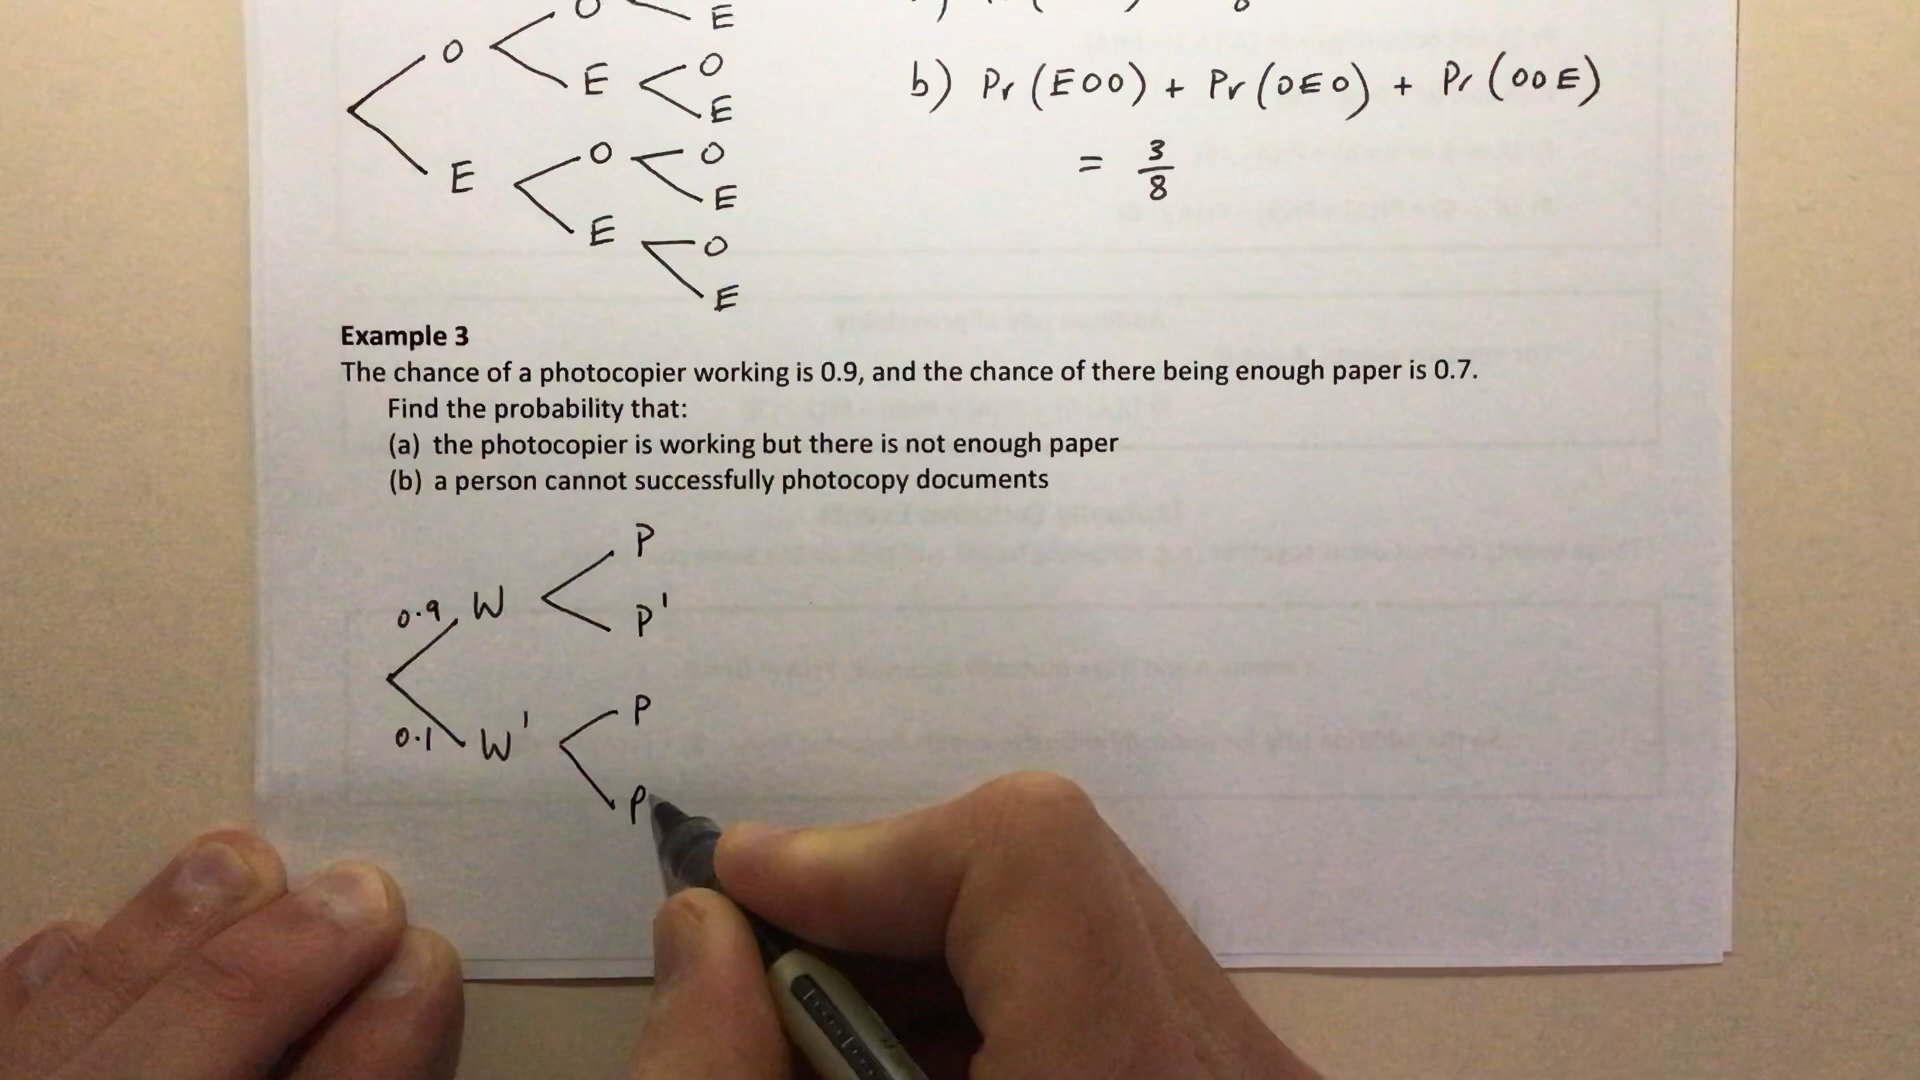 O E
O E O
E
b) Pr (EOO) + Pr (OEO) + Pr (OOE)
= 3/8
E O O
E
E O
E
Example 3
The chance of a photocopier working is 0.9, and the chance of there being enough paper is 0.7.
Find the probability that:
(a) the photocopier is working but there is not enough paper
(b) a person cannot successfully photocopy documents
P
0.9 W P'
P
0.1 W'
P